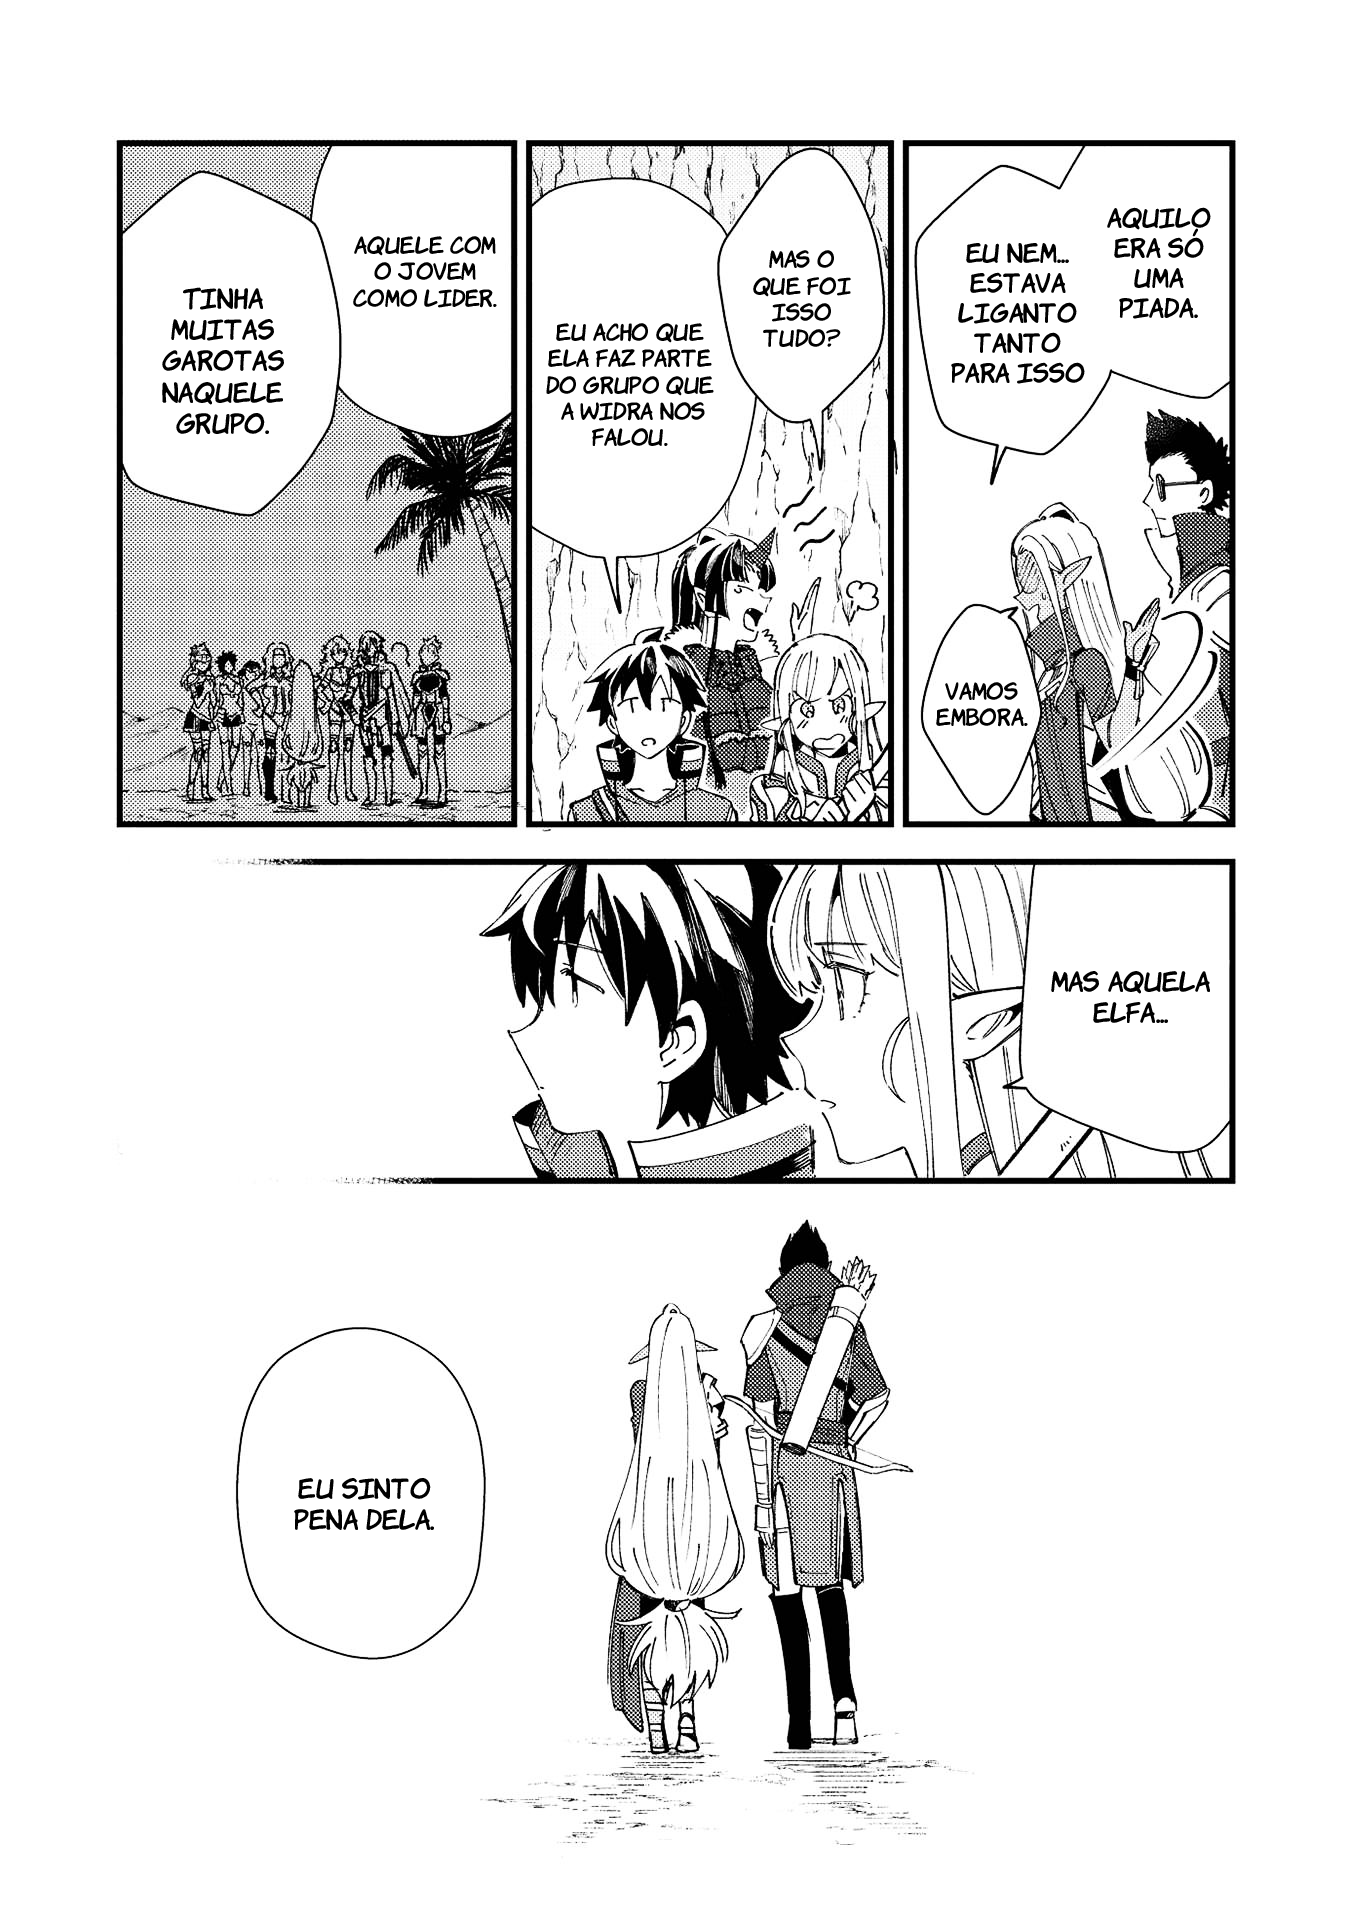 AQUILO
ERA SÓ
UMA
PIADA.
EU NEM...
ESTAVA
LIGANTO
TANTO
PARA ISSO
VAMOS
EMBORA.
MAS O
QUE FOI
ISSO
TUDO?
EU ACHO QUE
ELA FAZ PARTE
DO GRUPO QUE
A WIDRA NOS
FALOU.
AQUELE COM
O JOVEM
COMO LIDER.
TINHA
MUITAS
GAROTAS
NAQUELE
GRUPO.
MAS AQUELA
ELFA...
EU SINTO
PENA DELA.